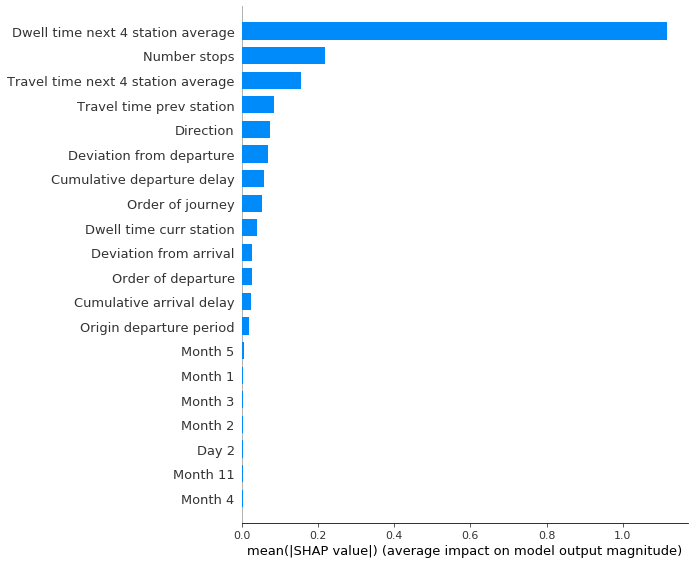 Dwell time next 4 station average
Number stops
Travel time next 4 station average
Travel time prev station
Direction
Deviation from departure
Cumulative departure delay
Order of journey
Dwell time curr station
Deviation from arrival
Order of departure
Cumulative arrival delay
Origin departure period
Month 5
Month 1
Month 3
Month 2
Day 2
Month 11
Month 4
0.0 0.2 0.4 0.6 0.8 1.0
mean(|SHAP value|) (average impact on model output magnitude)